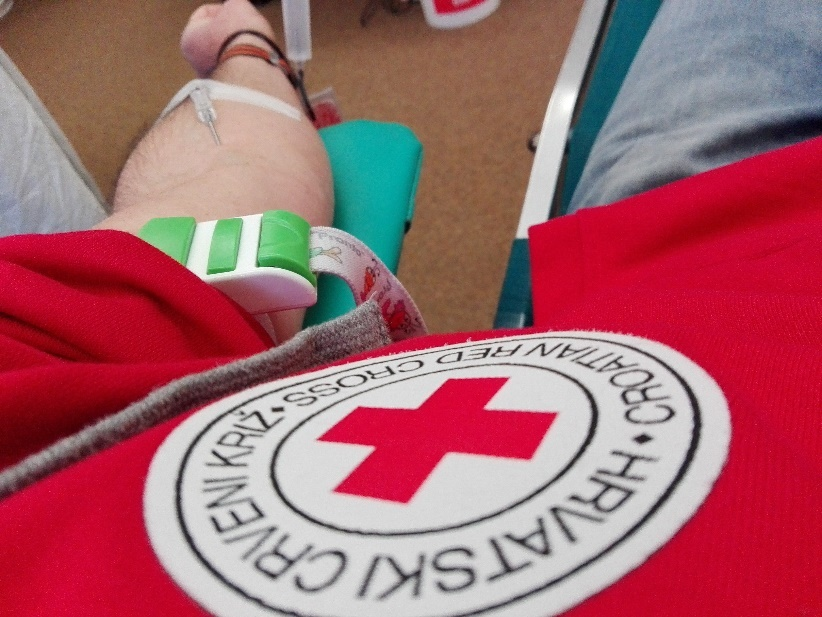 HRVATSKI CRVENI KRIŽ • CROATIAN RED CROSS •